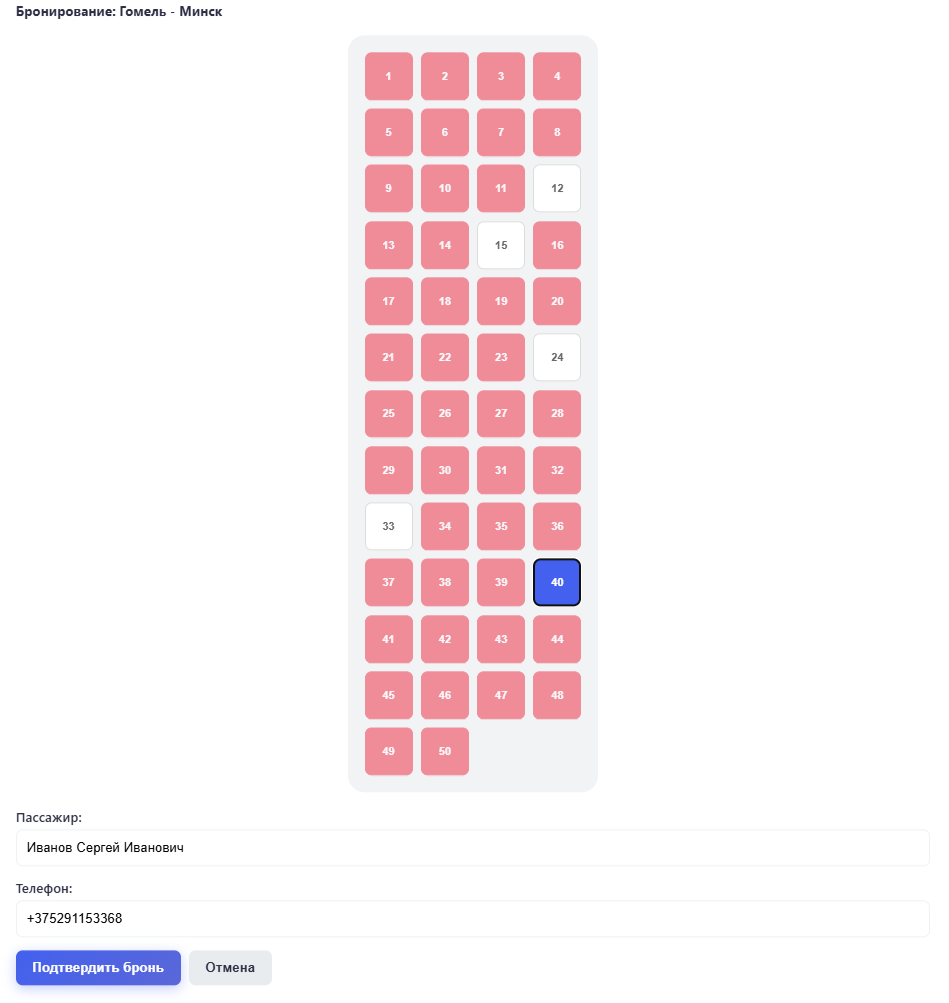 Бронирование: Гомель - Минск
1 2 3 4
5 6 7 8
9 10 11 12
13 14 15 16
17 18 19 20
21 22 23 24
25 26 27 28
29 30 31 32
33 34 35 36
37 38 39 40
41 42 43 44
45 46 47 48
49 50
Пассажир:
Иванов Сергей Иванович
Телефон:
+375291153368
Подтвердить бронь Отмена